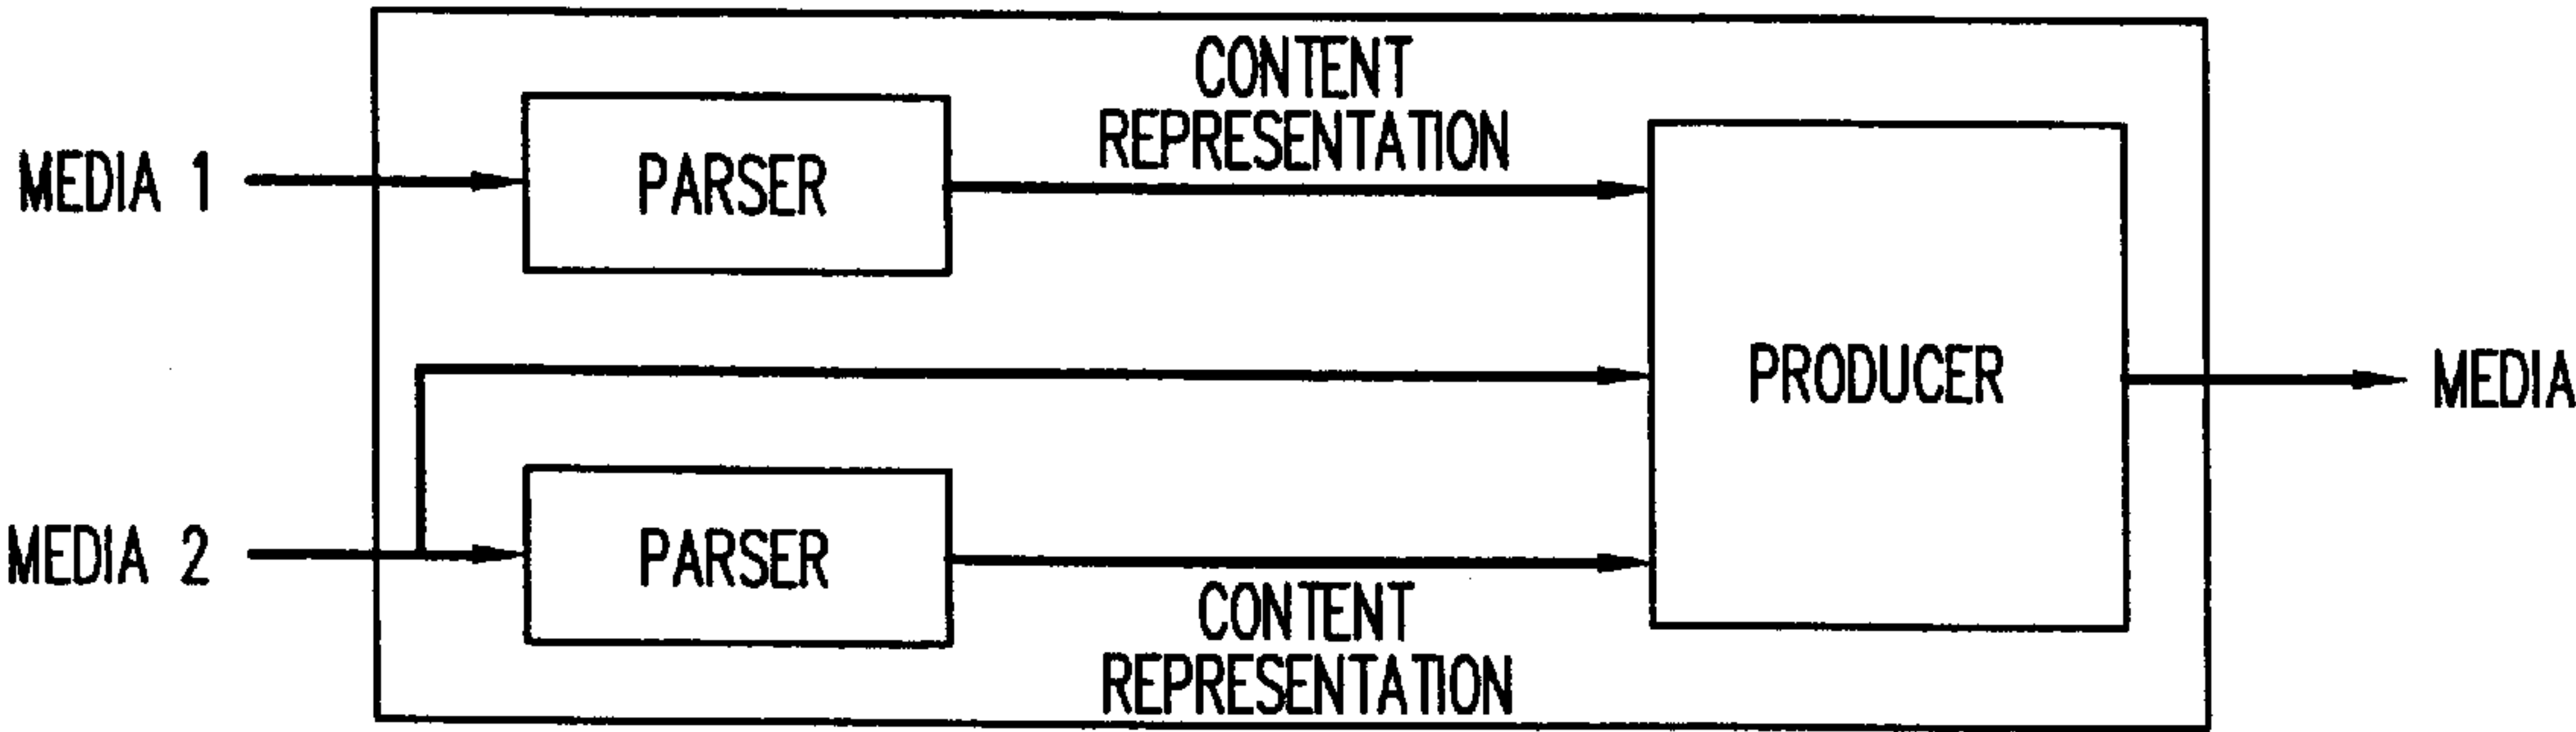 CONTENT
REPRESENTATION
MEDIA 1
PARSER
PRODUCER
MEDIA
MEDIA 2
PARSER
CONTENT
REPRESENTATION